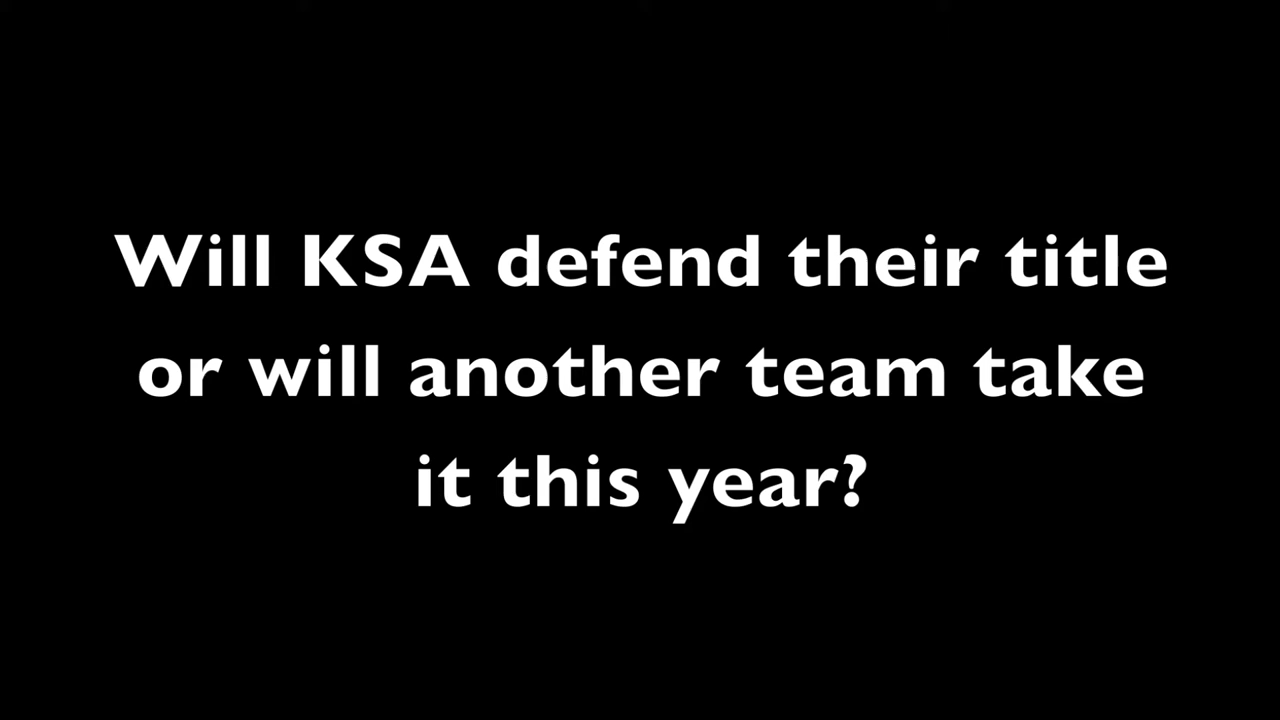 Will KSA defend their title
or will another team take
it this year?